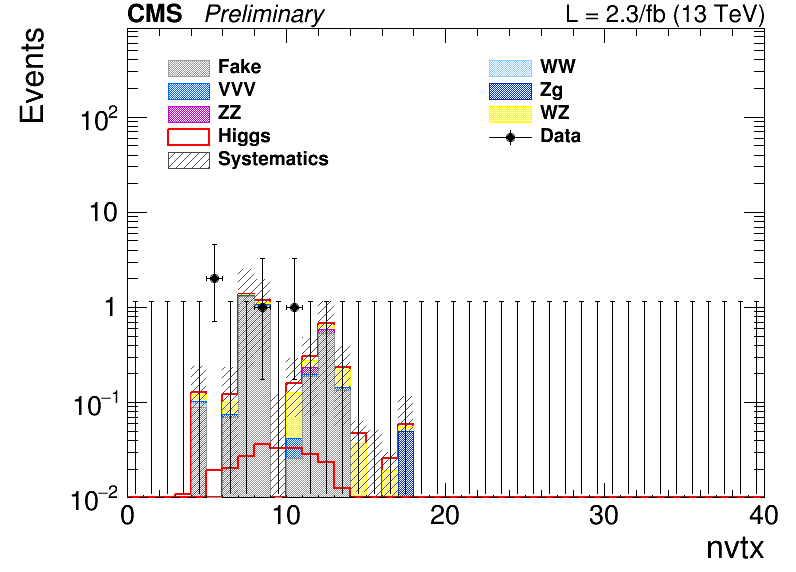 CMS Preliminary L = 2.3/fb (13 TeV)
Events
Fake WW
VVV Zg
ZZ WZ
Higgs Data
Systematics
10²
10
1
10⁻¹
10⁻²
0 10 20 30 40
nvtx